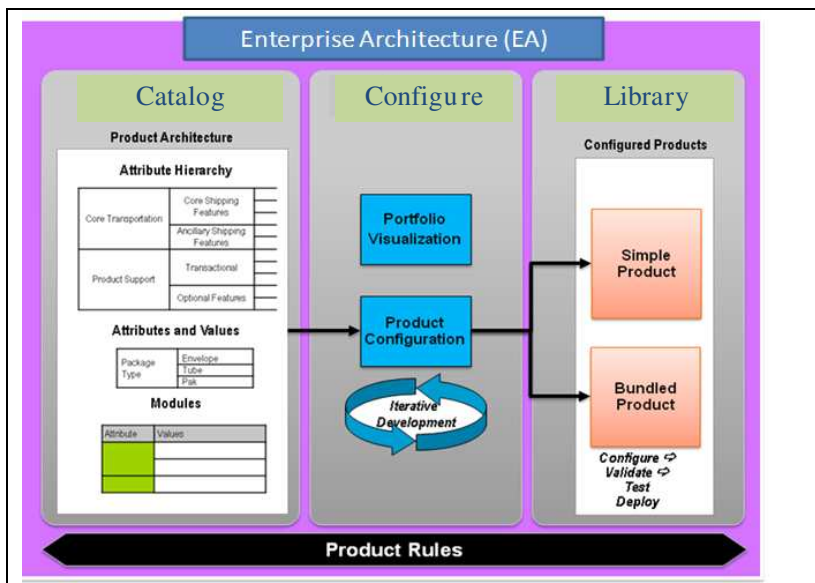 Enterprise Architecture (EA)
Catalog
Product Architecture
Attribute Hierarchy
Core Transportation
Core Shipping
Features
Ancillary Shipping
Features
Product Support
Transactional
Optional Features
Attributes and Values
Package
Type
Envelope
Tube
Pak
Modules
Attribute
Values
Configure
Portfolio
Visualization
Product
Configuration
Iterative
Development
Library
Configured Products
Simple
Product
Bundled
Product
Configure ⇨
Validate ⇨
Test
Deploy
Product Rules